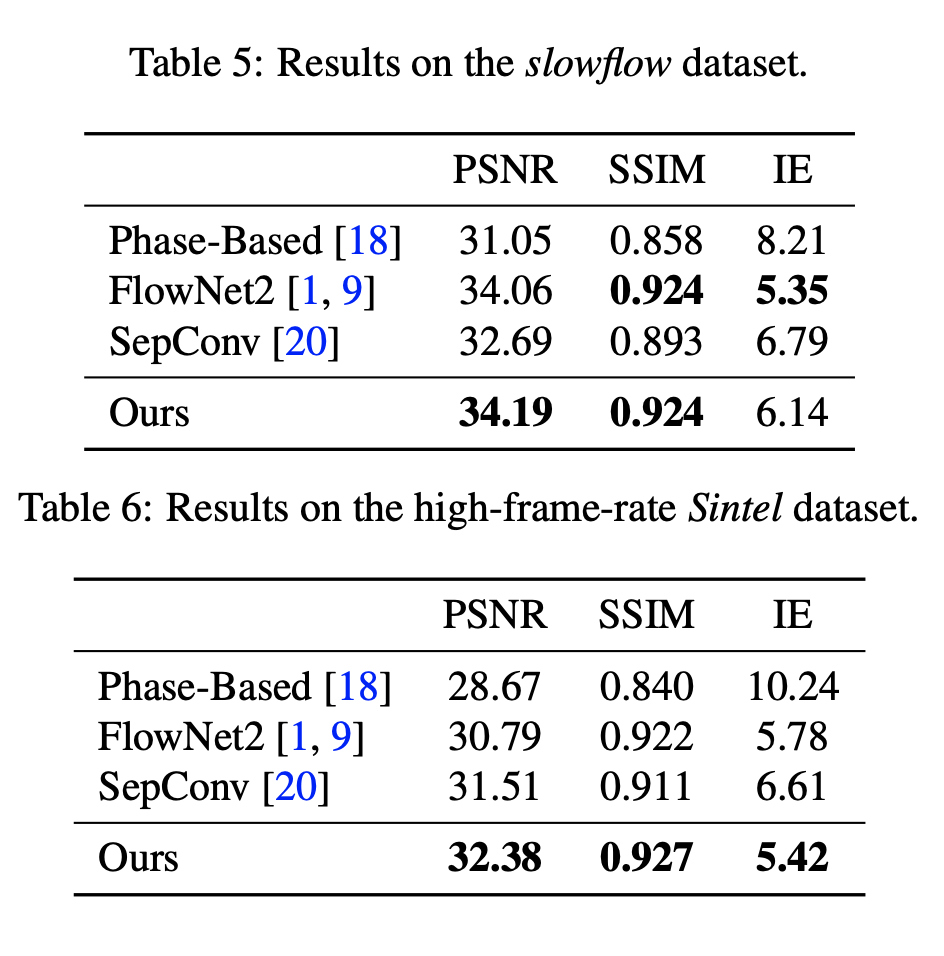 Table 5: Results on the slowflow dataset.
PSNR SSIM IE
Phase-Based [18] 31.05 0.858 8.21
FlowNet2 [1, 9] 34.06 0.924 5.35
SepConv [20] 32.69 0.893 6.79
Ours 34.19 0.924 6.14
Table 6: Results on the high-frame-rate Sintel dataset.
PSNR SSIM IE
Phase-Based [18] 28.67 0.840 10.24
FlowNet2 [1, 9] 30.79 0.922 5.78
SepConv [20] 31.51 0.911 6.61
Ours 32.38 0.927 5.42